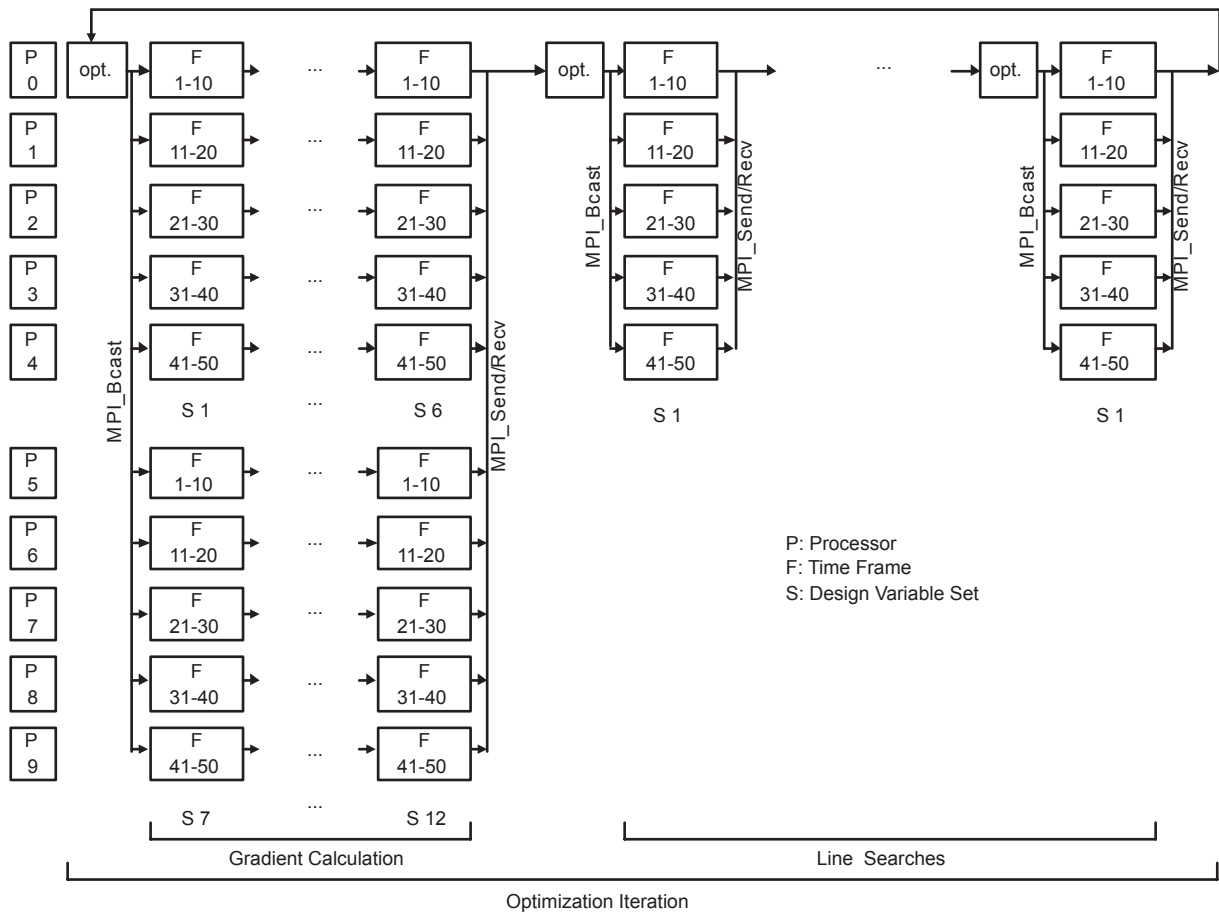 P 0 opt. F 1-10 ... F 1-10 opt. F 1-10 ... opt. F 1-10
P 1 F 11-20 ... F 11-20 F 11-20 F 11-20
P 2 F 21-30 ... F 21-30 F 21-30 F 21-30
P 3 F 31-40 ... F 31-40 F 31-40 F 31-40
P 4 F 41-50 ... F 41-50 F 41-50 F 41-50
MPI_Bcast
MPI_Send/Recv
MPI_Bcast
MPI_Send/Recv
MPI_Bcast
MPI_Send/Recv
S 1 ... S 6 S 1 S 1
P 5 F 1-10 ... F 1-10
P 6 F 11-20 ... F 11-20
P 7 F 21-30 ... F 21-30
P 8 F 31-40 ... F 31-40
P 9 F 41-50 ... F 41-50
S 7 ... S 12
P: Processor
F: Time Frame
S: Design Variable Set
Gradient Calculation
Line Searches
Optimization Iteration